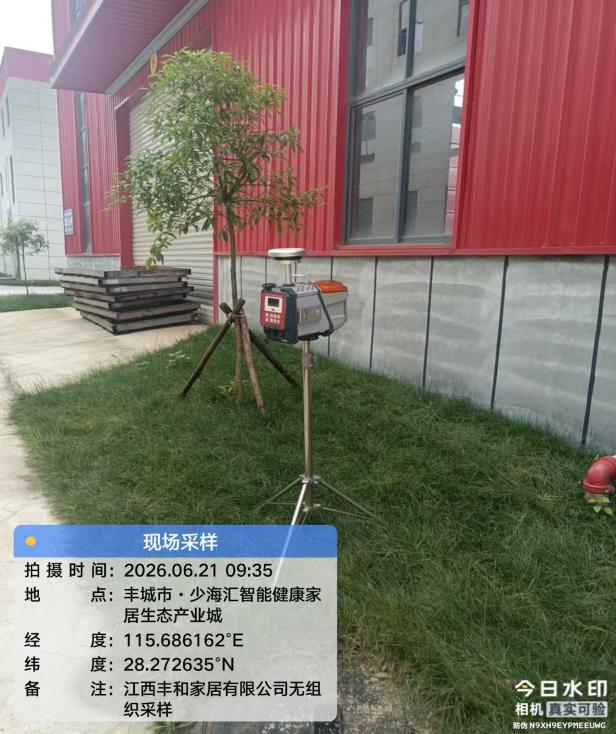 现场采样
拍摄时间：2026.06.21 09:35
地点：丰城市·少海汇智能健康家
居生态产业城
经度：115.686162°E
纬度：28.272635°N
备注：江西丰和家居有限公司无组
织采样
今日水印
相机 真实可验
防伪 N9XH9EYPMEEUWG